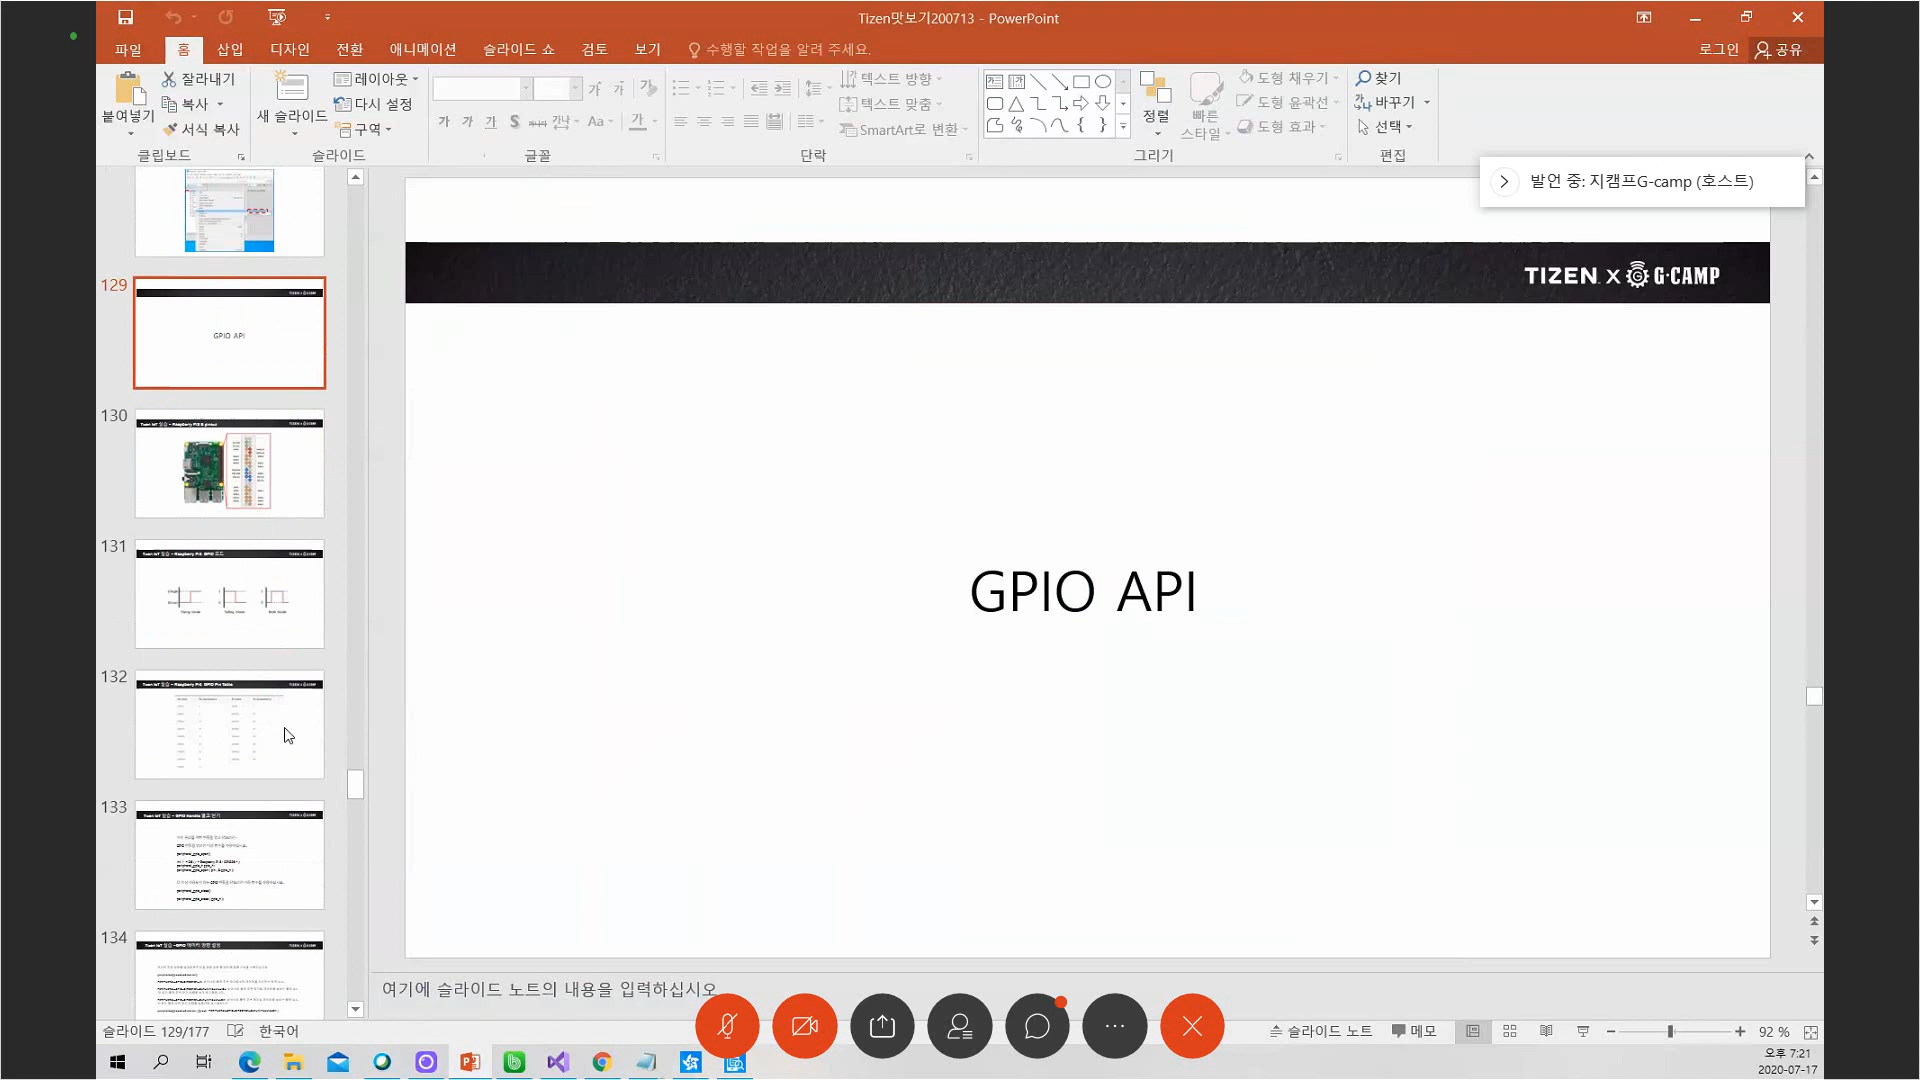 Tizen맛보기200713 - PowerPoint
파일 홈 삽입 디자인 전환 애니메이션 슬라이드 쇼 검토 보기 수행할 작업을 알려 주세요. 로그인 공유
붙여넣기 잘라내기 복사 서식 복사 클립보드
새 슬라이드 레이아웃 다시 설정 구역 슬라이드
가 가 가 S 가나다 간 Aa 가 글꼴
텍스트 방향 텍스트 맞춤 SmartArt로 변환 단락
정렬 빠른 스타일 도형 채우기 도형 윤곽선 도형 효과 그리기
찾기 바꾸기 선택 편집
발언 중: 지캠프G-camp (호스트)
TIZEN X G·CAMP
129
GPIO API
130
131
132
133
134
GPIO API
여기에 슬라이드 노트의 내용을 입력하십시오
슬라이드 129/177 한국어
슬라이드 노트 메모 92 %
오후 7:21
2020-07-17